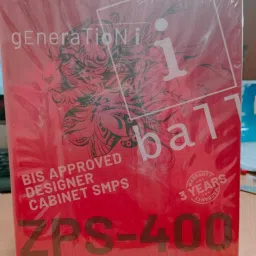 gEneraTioN i
i
ball
BIS APPROVED
DESIGNER
CABINET SMPS
3 YEARS
ZPS-400